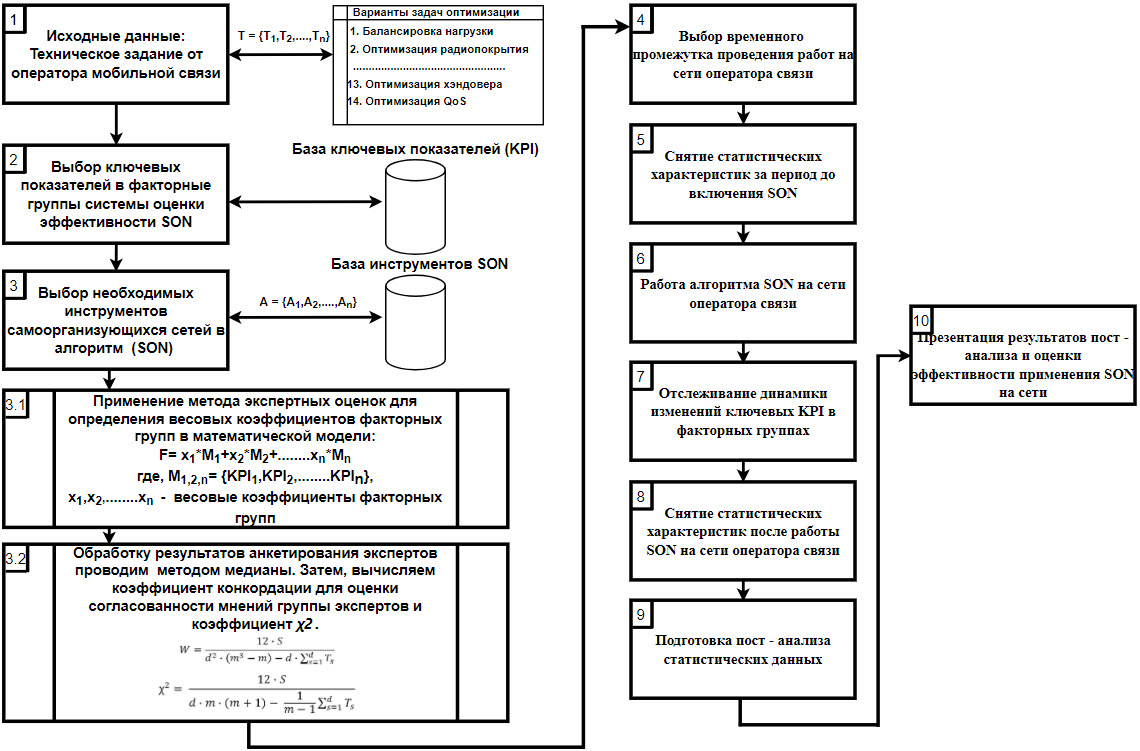 1
Исходные данные:
Техническое задание от
оператора мобильной связи
T = {T₁,T₂,....,Tₙ}
Варианты задач оптимизации
1. Балансировка нагрузки
2. Оптимизация радиопокрытия
................................................
13. Оптимизация хэндовера
14. Оптимизация QoS
2
Выбор ключевых
показателей в факторные
группы системы оценки
эффективности SON
База ключевых показателей (KPI)
3
Выбор необходимых
инструментов
самоорганизующихся сетей в
алгоритм (SON)
A = {A₁,A₂,....,Aₙ}
База инструментов SON
3.1
Применение метода экспертных оценок для
определения весовых коэффициентов факторных
групп в математической модели:
F= x₁*M₁+x₂*M₂+........xₙ*Mₙ
где, M₁,₂,ₙ= {KPI₁,KPI₂,........KPIₙ},
x₁,x₂,........xₙ - весовые коэффициенты факторных
групп
3.2
Обработку результатов анкетирования экспертов
проводим методом медианы. Затем, вычисляем
коэффициент конкордации для оценки
согласованности мнений группы экспертов и
коэффициент χ2 .
W = 12 · S / d² · (m³ − m) − d · ∑ᵈₛ₌₁ Tₛ
χ² = 12 · S / d · m · (m + 1) − 1/(m − 1) ∑ᵈₛ₌₁ Tₛ
4
Выбор временного
промежутка проведения работ на
сети оператора связи
5
Снятие статистических
характеристик за период до
включения SON
6
Работа алгоритма SON на сети
оператора связи
7
Отслеживание динамики
изменений ключевых KPI в
факторных группах
8
Снятие статистических
характеристик после работы
SON на сети оператора связи
9
Подготовка пост - анализа
статистических данных
10
Презентация результатов пост -
анализа и оценки
эффективности применения SON
на сети